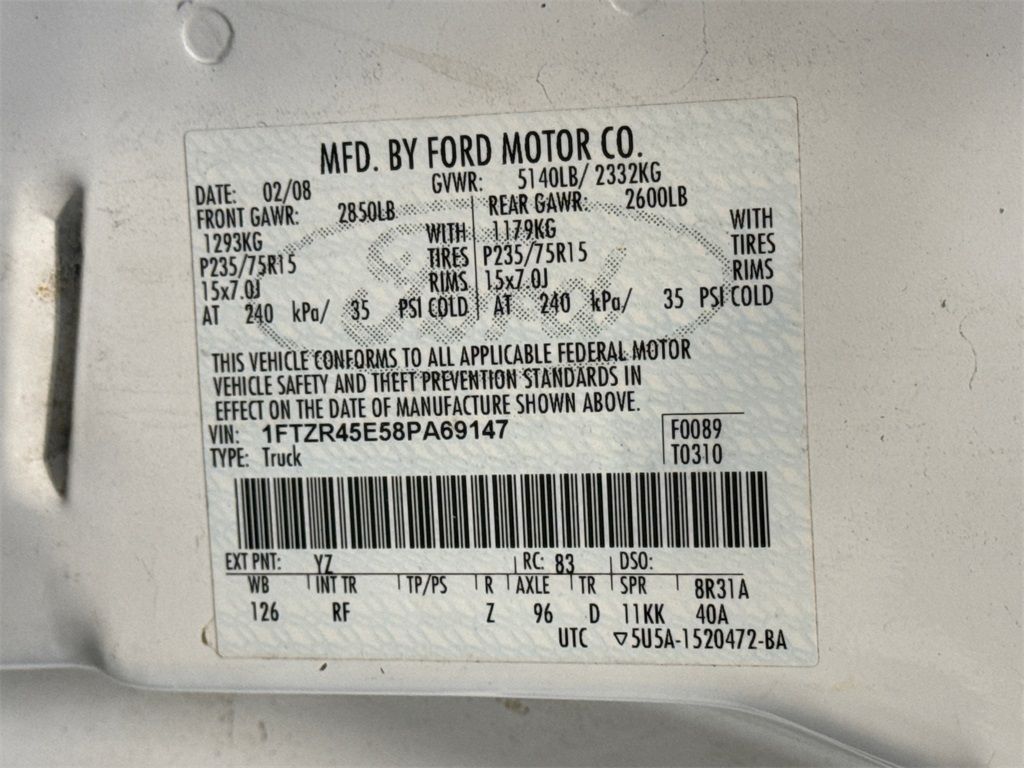 MFD. BY FORD MOTOR CO.
DATE: 02/08 GVWR: 5140LB/ 2332KG
FRONT GAWR: 2850LB REAR GAWR: 2600LB
1293KG WITH 1179KG WITH
P235/75R15 TIRES P235/75R15 TIRES
15x7.0J RIMS 15x7.0J RIMS
AT 240 kPa/ 35 PSI COLD AT 240 kPa/ 35 PSI COLD
Ford
THIS VEHICLE CONFORMS TO ALL APPLICABLE FEDERAL MOTOR
VEHICLE SAFETY AND THEFT PREVENTION STANDARDS IN
EFFECT ON THE DATE OF MANUFACTURE SHOWN ABOVE.
VIN: 1FTZR45E58PA69147 F0089
TYPE: Truck T0310
EXT PNT: YZ RC: 83 DSO:
WB INT TR TP/PS R AXLE TR SPR 8R31A
126 RF Z 96 D 11KK 40A
UTC ▽5U5A-1520472-BA